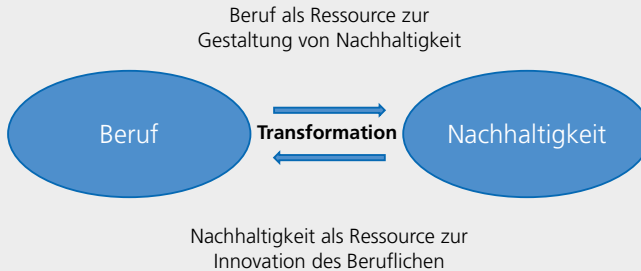 Beruf als Ressource zur
Gestaltung von Nachhaltigkeit
Beruf
Transformation
Nachhaltigkeit
Nachhaltigkeit als Ressource zur
Innovation des Beruflichen